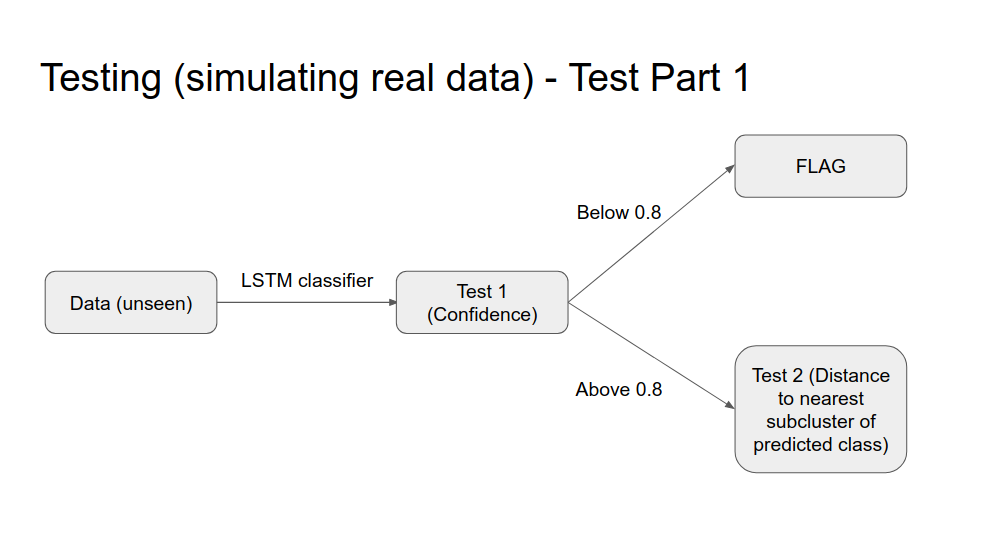 Testing (simulating real data) - Test Part 1
FLAG
Below 0.8
LSTM classifier
Data (unseen)
Test 1
(Confidence)
Above 0.8
Test 2 (Distance
to nearest
subcluster of
predicted class)